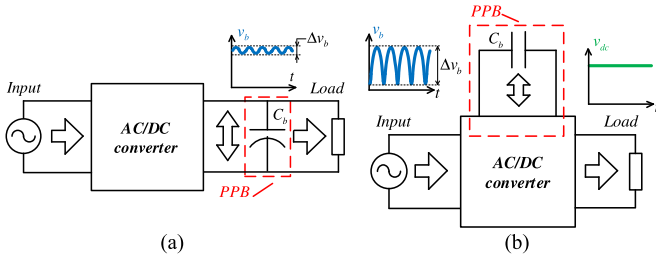 v_b
Δv_b
t
Input
AC/DC
converter
C_b
Load
PPB
(a)
PPB
v_b
Δv_b
t
C_b
v_dc
t
Input
AC/DC
converter
Load
(b)